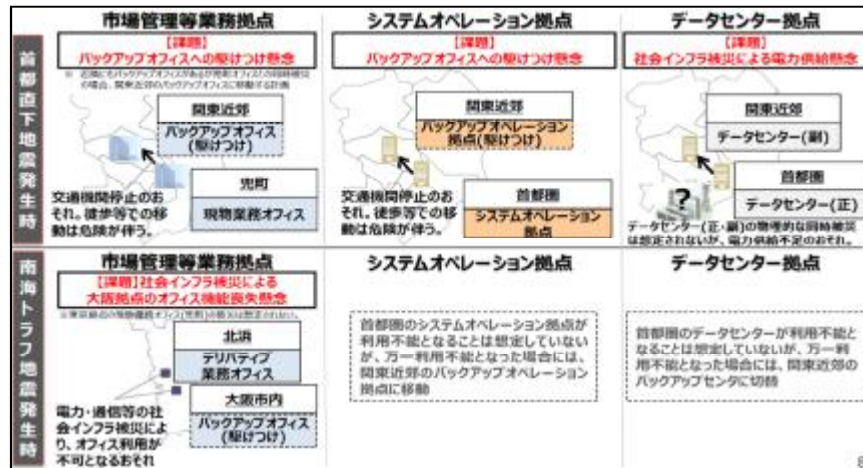 首都直下地震発生時
市場管理等業務拠点
【課題】
バックアップオフィスへの駆けつけ懸念
の場合、関東近郊のバックアップオフィスに移動する計画
関東近郊
バックアップオフィス
(駆けつけ)
兜町
現物業務オフィス
交通機関停止のお
それ。徒歩等での移
動は危険が伴う。
システムオペレーション拠点
【課題】
バックアップオフィスへの駆けつけ懸念
関東近郊
バックアップオペレーション
拠点(駆けつけ)
首都圏
システムオペレーション
拠点
交通機関停止のお
それ。徒歩等での移
動は危険が伴う。
データセンター拠点
【課題】
社会インフラ被災による電力供給懸念
関東近郊
データセンター(副)
首都圏
データセンター(正)
?
データセンター(正・副)の物理的な同時被災
は想定されないが、電力供給不足のおそれ。
南海トラフ地震発生時
市場管理等業務拠点
【課題】社会インフラ被災による
大阪拠点のオフィス機能喪失懸念
北浜
デリバティブ
業務オフィス
大阪市内
バックアップオフィス
(駆けつけ)
電力・通信等の社
会インフラ被災によ
り、オフィス利用が
不可となるおそれ
システムオペレーション拠点
首都圏のシステムオペレーション拠点が
利用不能となることは想定していない
が、万一利用不能となった場合には、
関東近郊のバックアップオペレーション
拠点に移動
データセンター拠点
首都圏のデータセンターが利用不能と
なることは想定していないが、万一利
用不能となった場合には、関東近郊の
バックアップセンタに切替
8